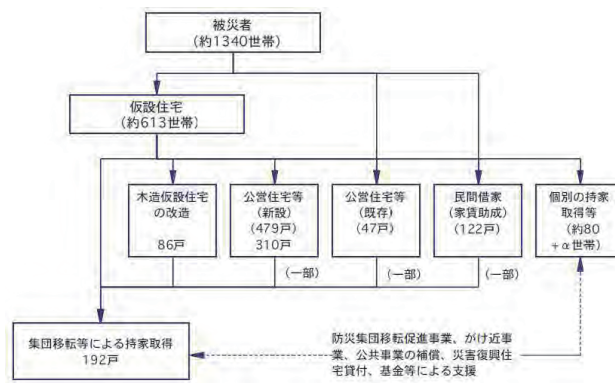 被災者
(約1340世帯)
仮設住宅
(約613世帯)
木造仮設住宅
の改造
86戸
公営住宅等
(新設)
(479戸)
310戸
公営住宅等
(既存)
(47戸)
民間借家
(家賃助成)
(122戸)
個別の持家
取得等
(約80
+α世帯)
(一部)
(一部)
(一部)
集団移転等による持家取得
192戸
防災集団移転促進事業、がけ近事
業、公共事業の補償、災害復興住
宅貸付、基金等による支援